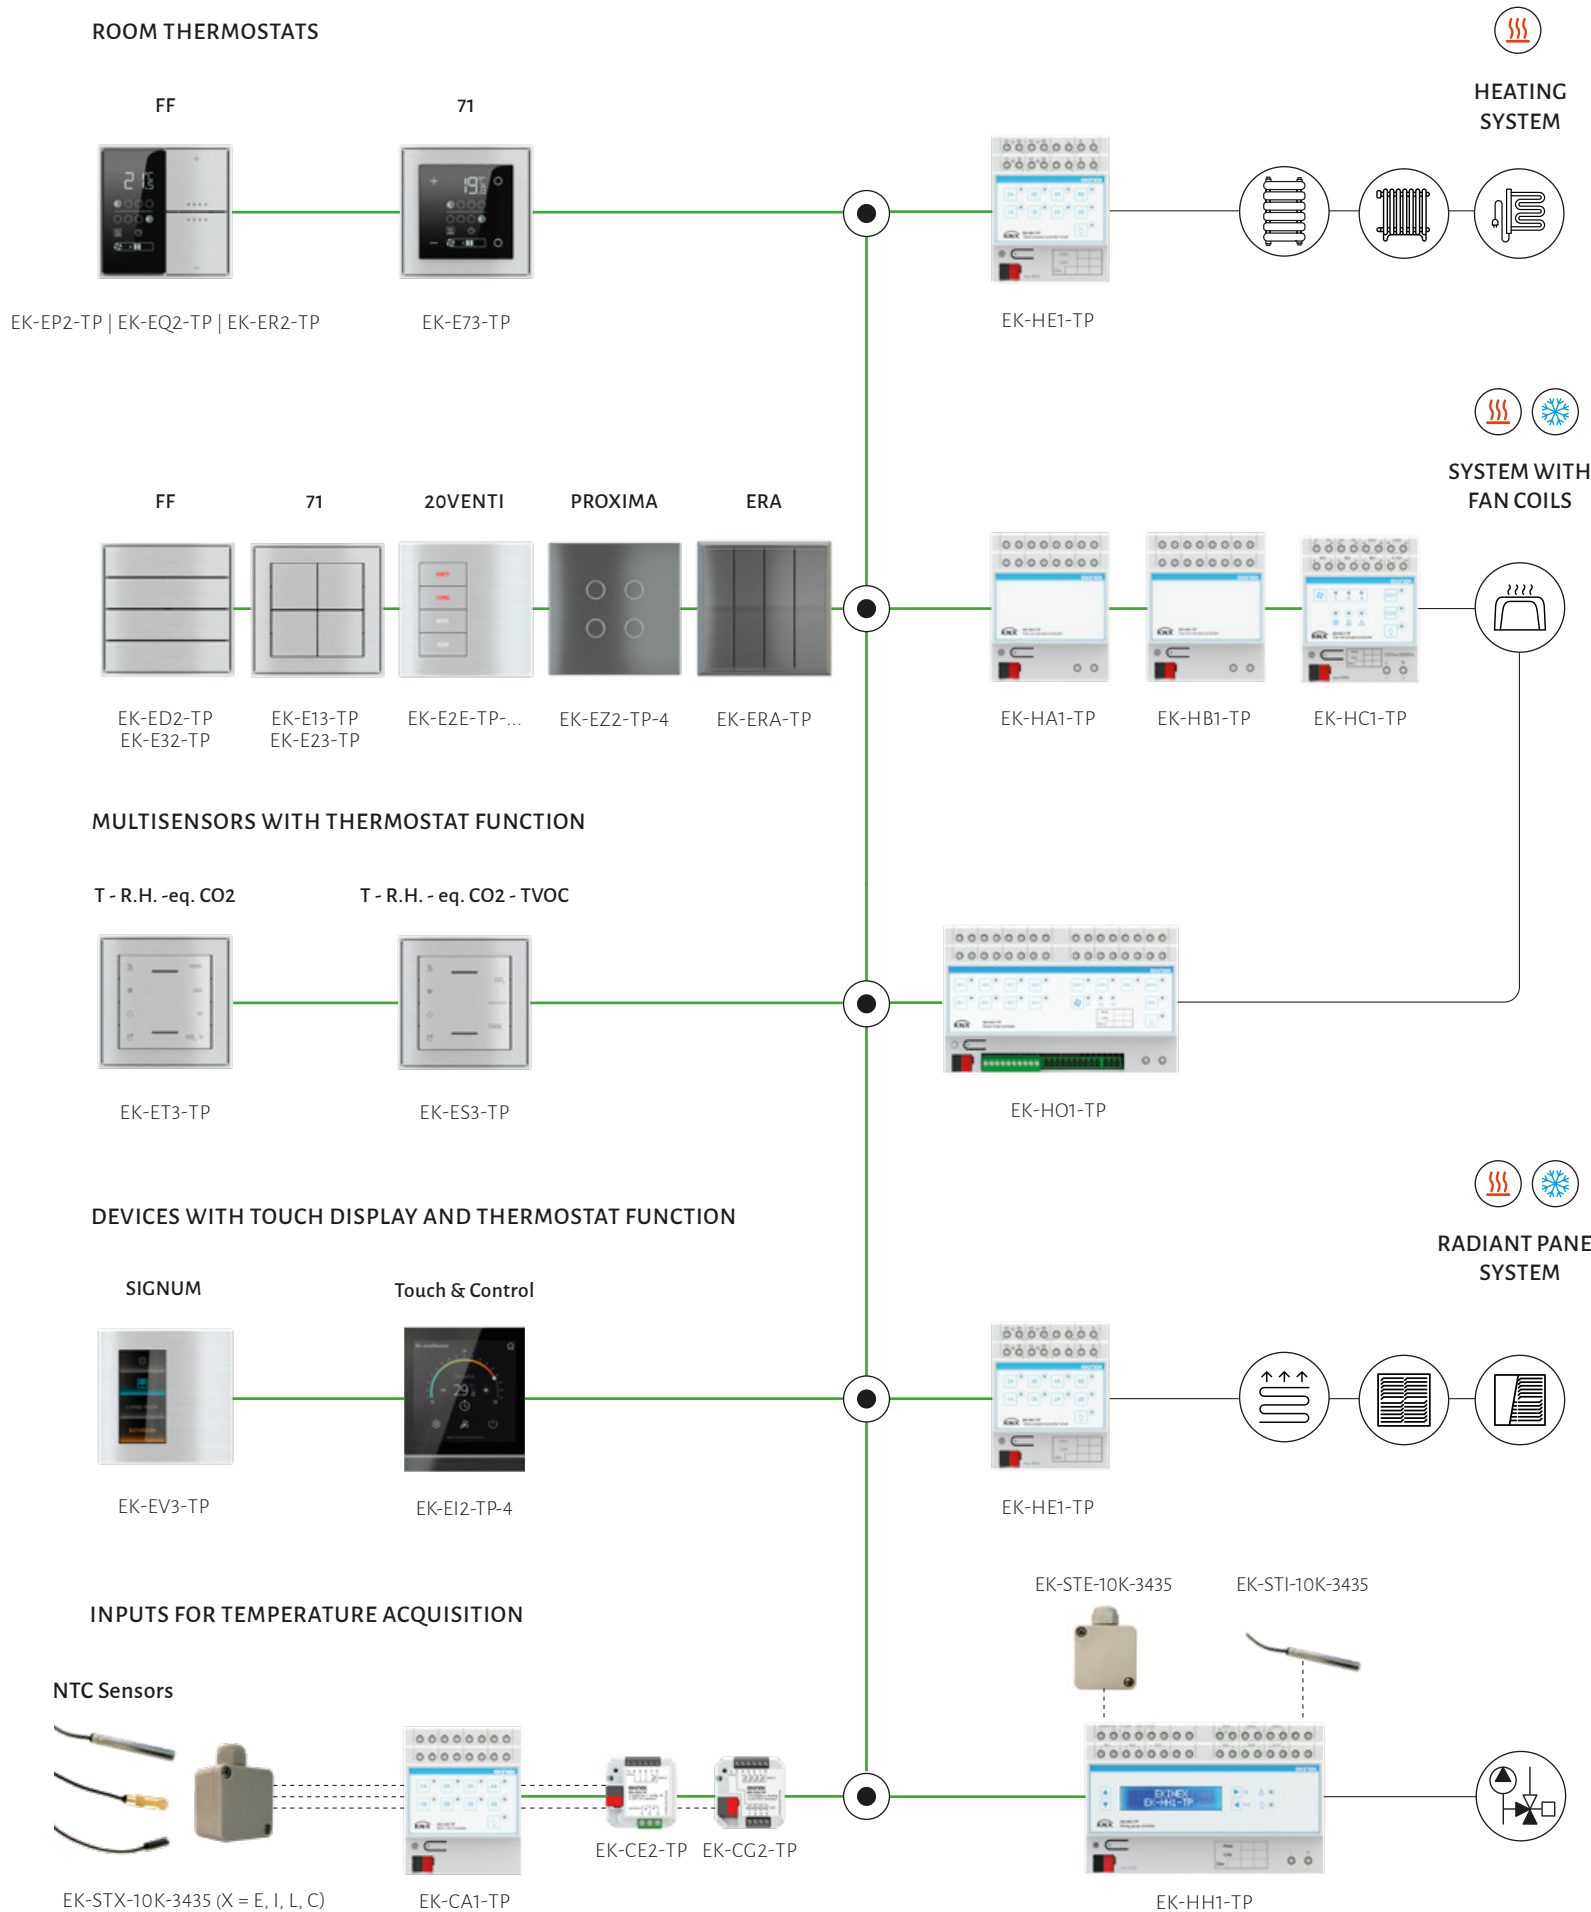 ROOM THERMOSTATS
HEATING
SYSTEM
FF
71
EK-EP2-TP | EK-EQ2-TP | EK-ER2-TP
EK-E73-TP
EK-HE1-TP
SYSTEM WITH
FAN COILS
FF
71
20VENTI
PROXIMA
ERA
EK-ED2-TP
EK-E32-TP
EK-E13-TP
EK-E23-TP
EK-E2E-TP-...
EK-EZ2-TP-4
EK-ERA-TP
EK-HA1-TP
EK-HB1-TP
EK-HC1-TP
MULTISENSORS WITH THERMOSTAT FUNCTION
T - R.H. -eq. CO2
T - R.H. - eq. CO2 - TVOC
EK-ET3-TP
EK-ES3-TP
EK-HO1-TP
DEVICES WITH TOUCH DISPLAY AND THERMOSTAT FUNCTION
RADIANT PANE
SYSTEM
SIGNUM
Touch & Control
EK-EV3-TP
EK-EI2-TP-4
EK-HE1-TP
INPUTS FOR TEMPERATURE ACQUISITION
EK-STE-10K-3435
EK-STI-10K-3435
NTC Sensors
EKINEX
EK-HH1-TP
EK-STX-10K-3435 (X = E, I, L, C)
EK-CA1-TP
EK-CE2-TP
EK-CG2-TP
EK-HH1-TP